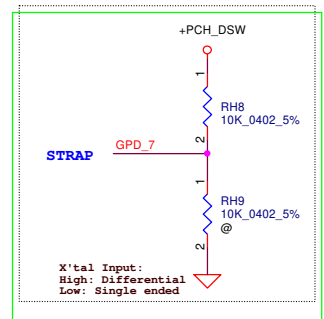 +PCH_DSW
1
RH8
10K_0402_5%
2
STRAP
GPD_7
1
RH9
10K_0402_5%
@
2
X'tal Input:
High: Differential
Low: Single ended